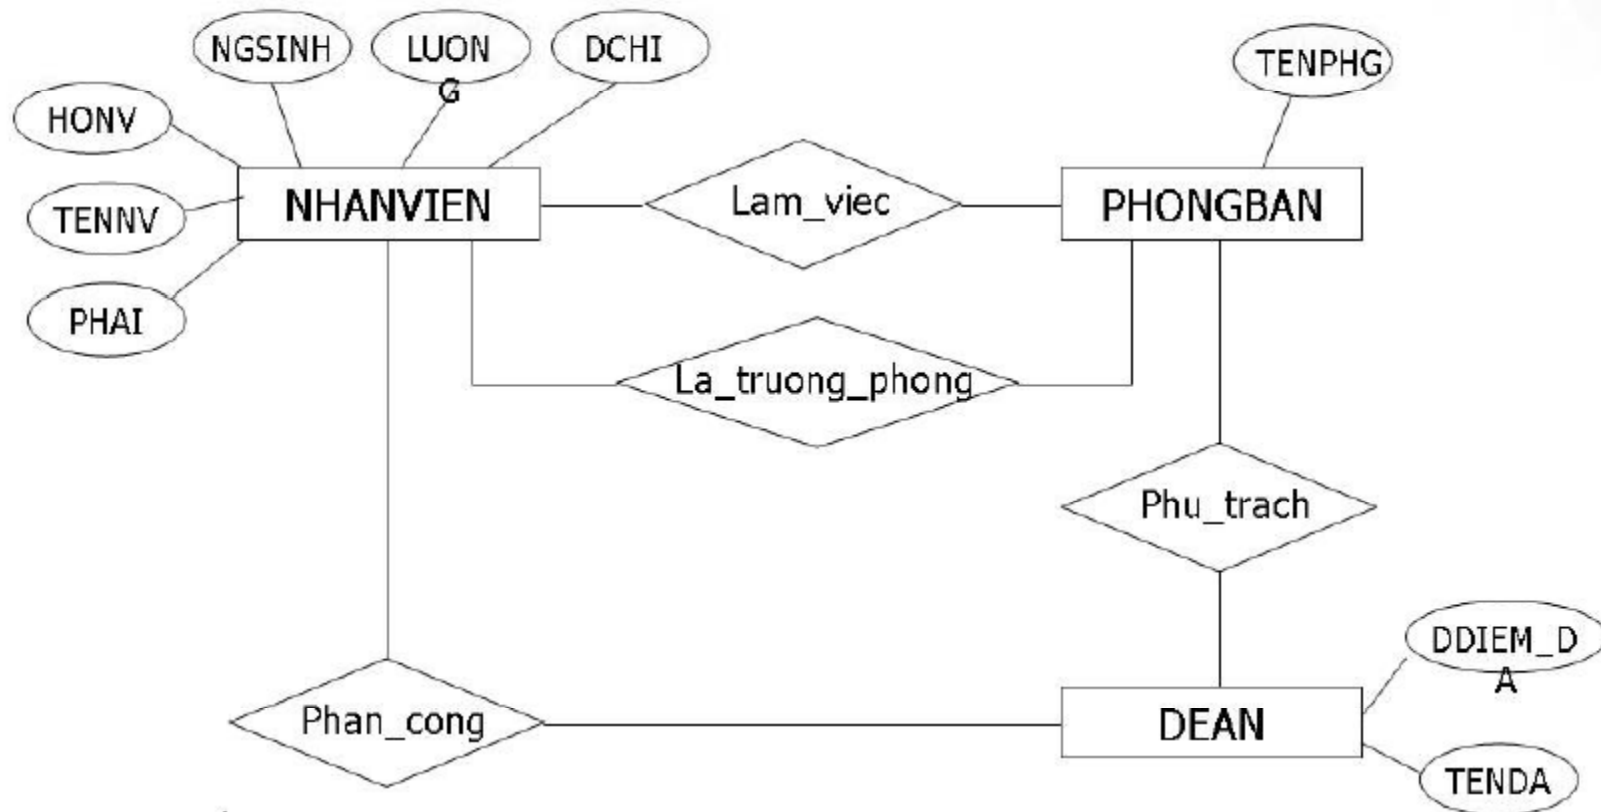 NGSINH
LUON
G
DCHI
TENPHG
HONV
NHANVIEN
Lam_viec
PHONGBAN
TENNV
PHAI
La_truong_phong
Phu_trach
DDIEM_D
A
Phan_cong
DEAN
TENDA